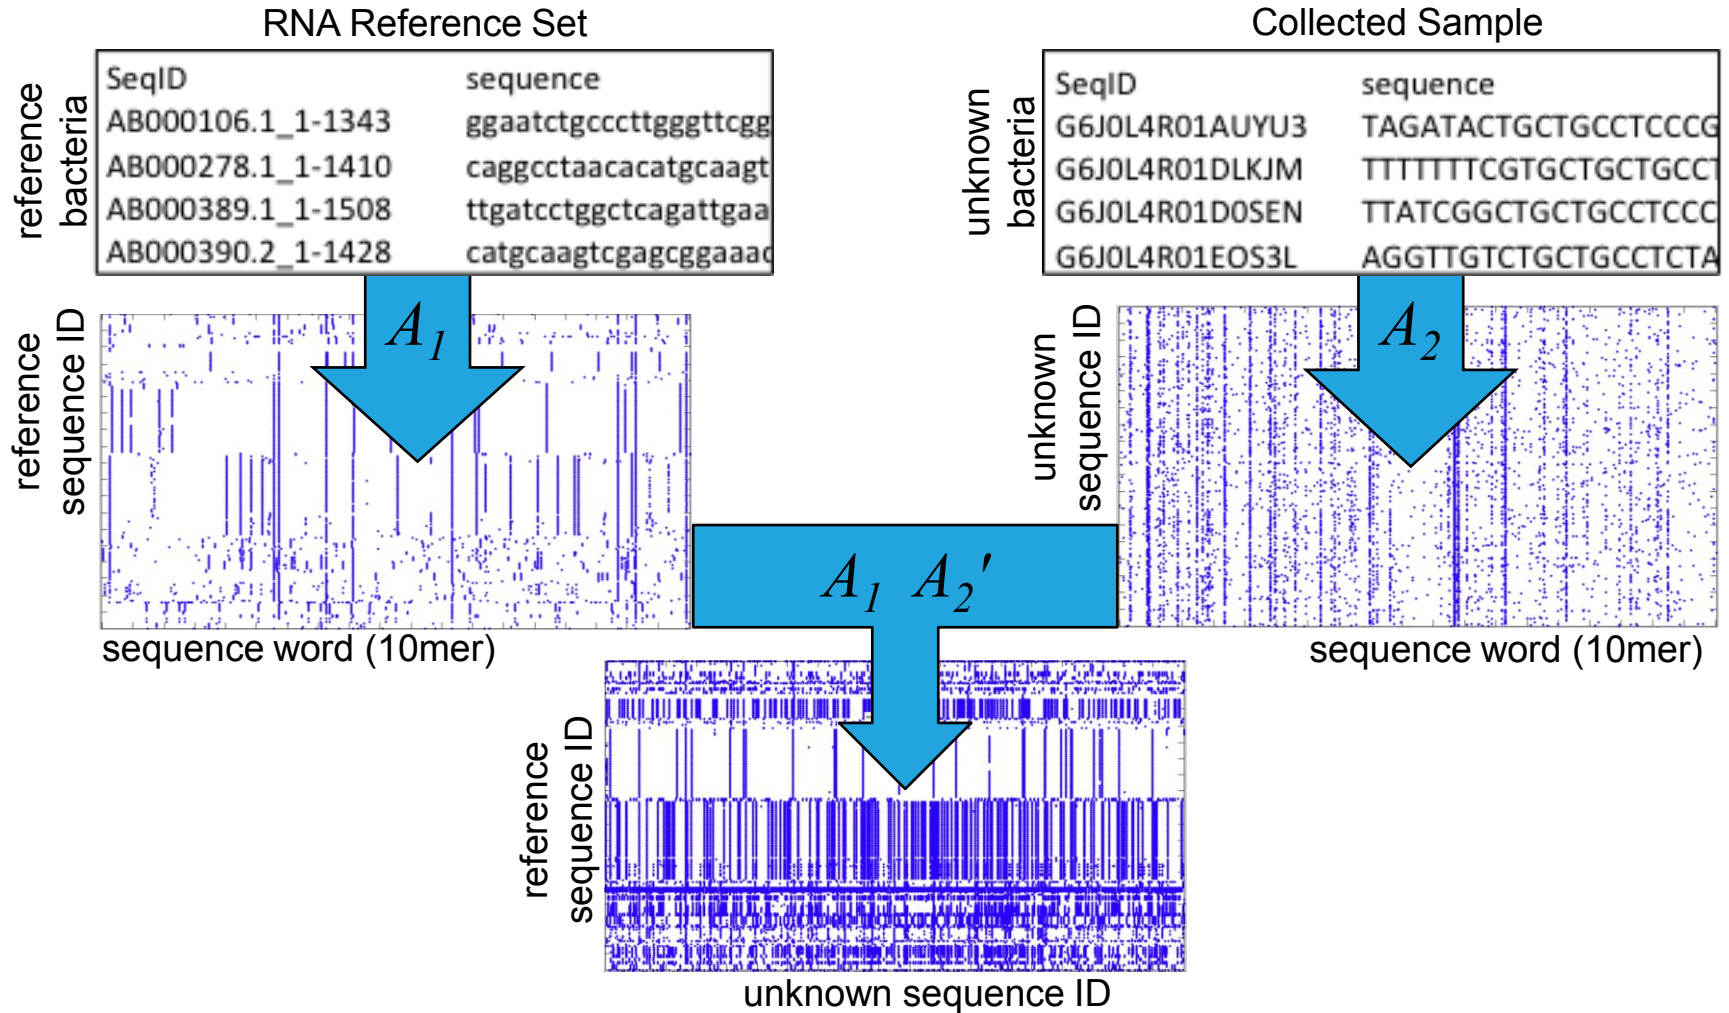 RNA Reference Set
reference
bacteria
SeqID sequence
AB000106.1_1-1343 ggaatctgcccttgggttcgg
AB000278.1_1-1410 caggcctaacacatgcaagt
AB000389.1_1-1508 ttgatcctggctcagattgaa
AB000390.2_1-1428 catgcaagtcgagcggaaac
Collected Sample
unknown
bacteria
SeqID sequence
G6J0L4R01AUYU3 TAGATACTGCTGCCTCCCG
G6J0L4R01DLKJM TTTTTTTCGTGCTGCTGCCT
G6J0L4R01D0SEN TTATCGGCTGCTGCCTCCC
G6J0L4R01EOS3L AGGTTGTCTGCTGCCTCTA
A1
reference
sequence ID
sequence word (10mer)
A2
unknown
sequence ID
sequence word (10mer)
A1 A2'
reference
sequence ID
unknown sequence ID